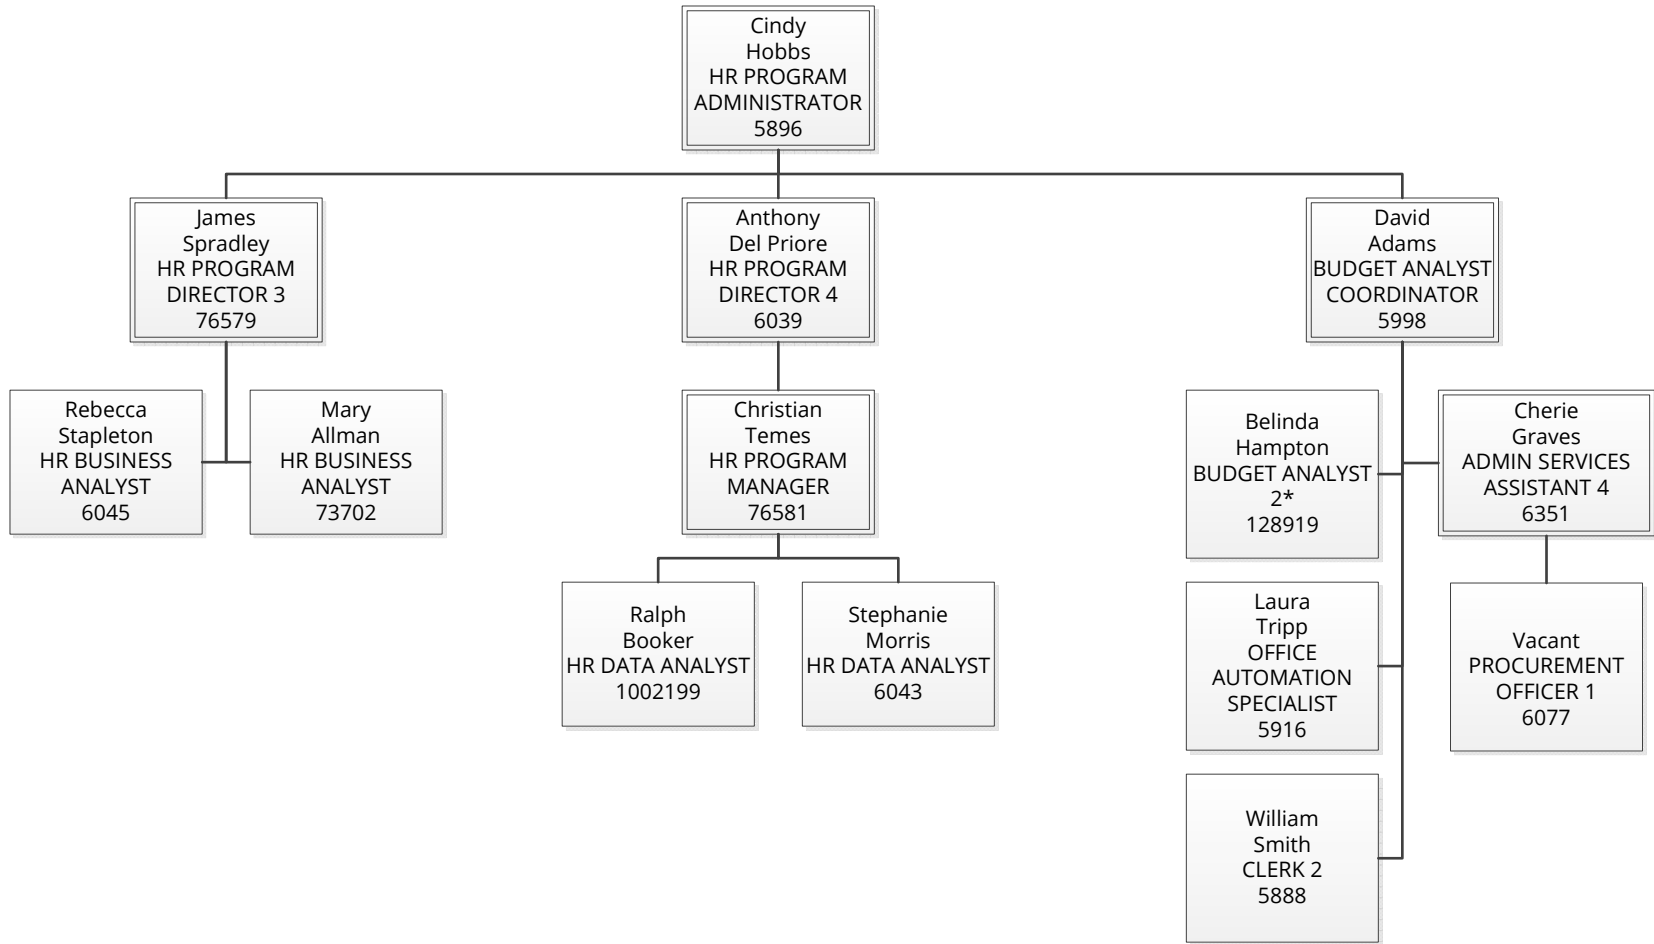 Cindy
Hobbs
HR PROGRAM
ADMINISTRATOR
5896
James
Spradley
HR PROGRAM
DIRECTOR 3
76579
Anthony
Del Priore
HR PROGRAM
DIRECTOR 4
6039
David
Adams
BUDGET ANALYST
COORDINATOR
5998
Rebecca
Stapleton
HR BUSINESS
ANALYST
6045
Mary
Allman
HR BUSINESS
ANALYST
73702
Christian
Temes
HR PROGRAM
MANAGER
76581
Belinda
Hampton
BUDGET ANALYST
2*
128919
Cherie
Graves
ADMIN SERVICES
ASSISTANT 4
6351
Ralph
Booker
HR DATA ANALYST
1002199
Stephanie
Morris
HR DATA ANALYST
6043
Laura
Tripp
OFFICE
AUTOMATION
SPECIALIST
5916
Vacant
PROCUREMENT
OFFICER 1
6077
William
Smith
CLERK 2
5888